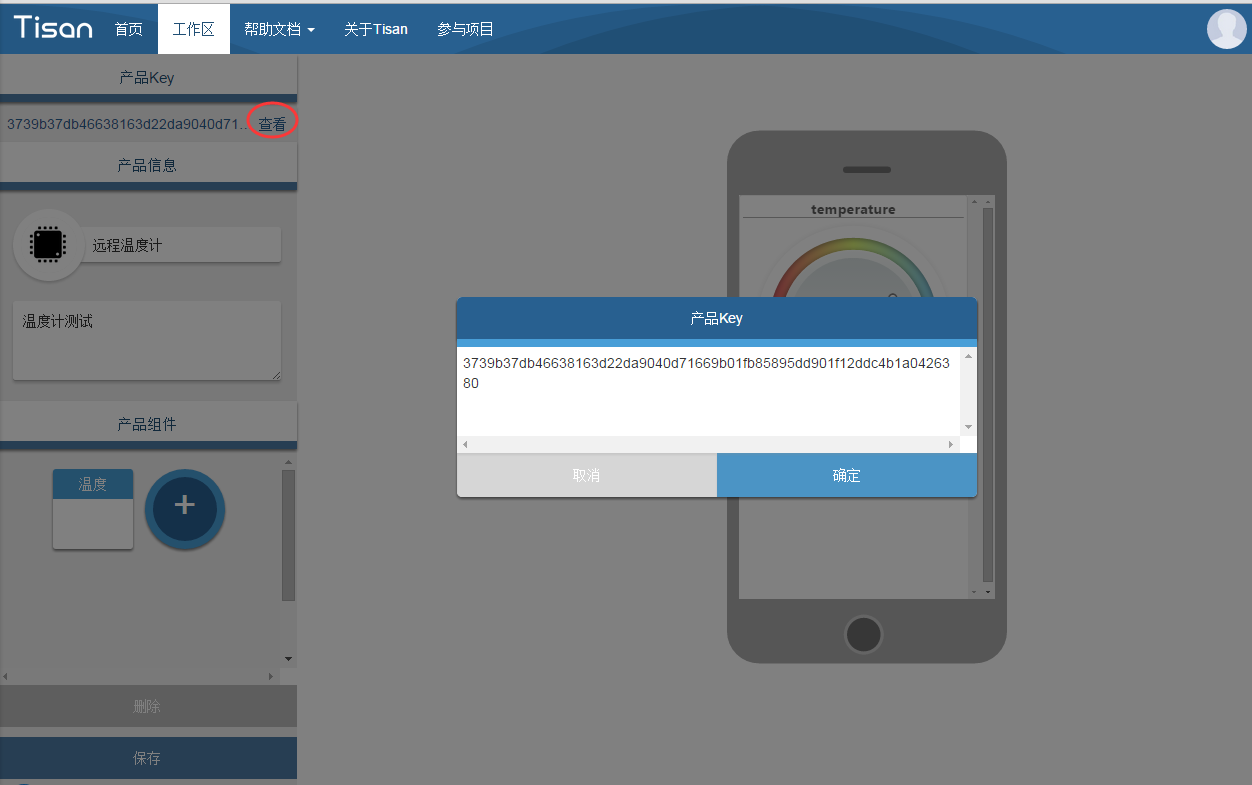 Tisan 首页 工作区 帮助文档 关于Tisan 参与项目
产品Key
3739b37db46638163d22da9040d71... 查看
产品信息
远程温度计
温度计测试
产品组件
温度
删除
保存
temperature
产品Key
3739b37db46638163d22da9040d71669b01fb85895dd901f12ddc4b1a04263
80
取消 确定